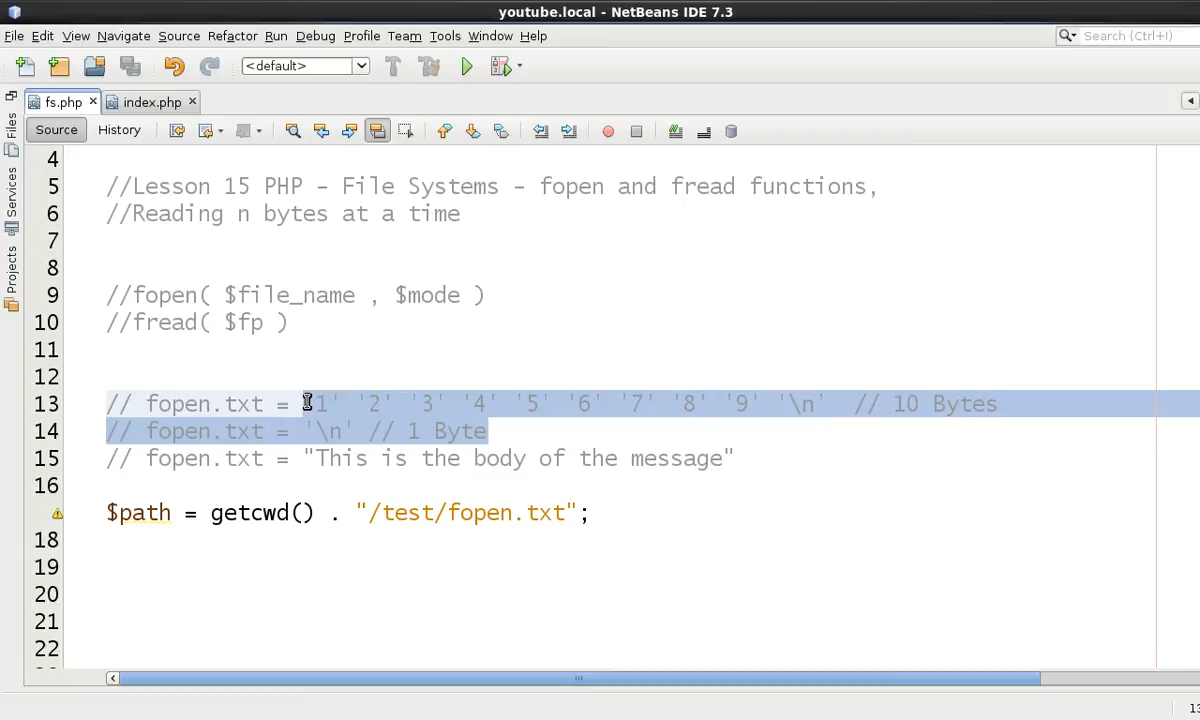 youtube.local - NetBeans IDE 7.3
File Edit View Navigate Source Refactor Run Debug Profile Team Tools Window Help
Search (Ctrl+I)
<default>
fs.php
index.php
Source History
Files
Services
Projects
4
5 //Lesson 15 PHP - File Systems - fopen and fread functions,
6 //Reading n bytes at a time
7
8
9 //fopen( $file_name , $mode )
10 //fread( $fp )
11
12
13 // fopen.txt = '1' '2' '3' '4' '5' '6' '7' '8' '9' '\n' // 10 Bytes
14 // fopen.txt = '\n' // 1 Byte
15 // fopen.txt = "This is the body of the message"
16
$path = getcwd() . "/test/fopen.txt";
18
19
20
21
22